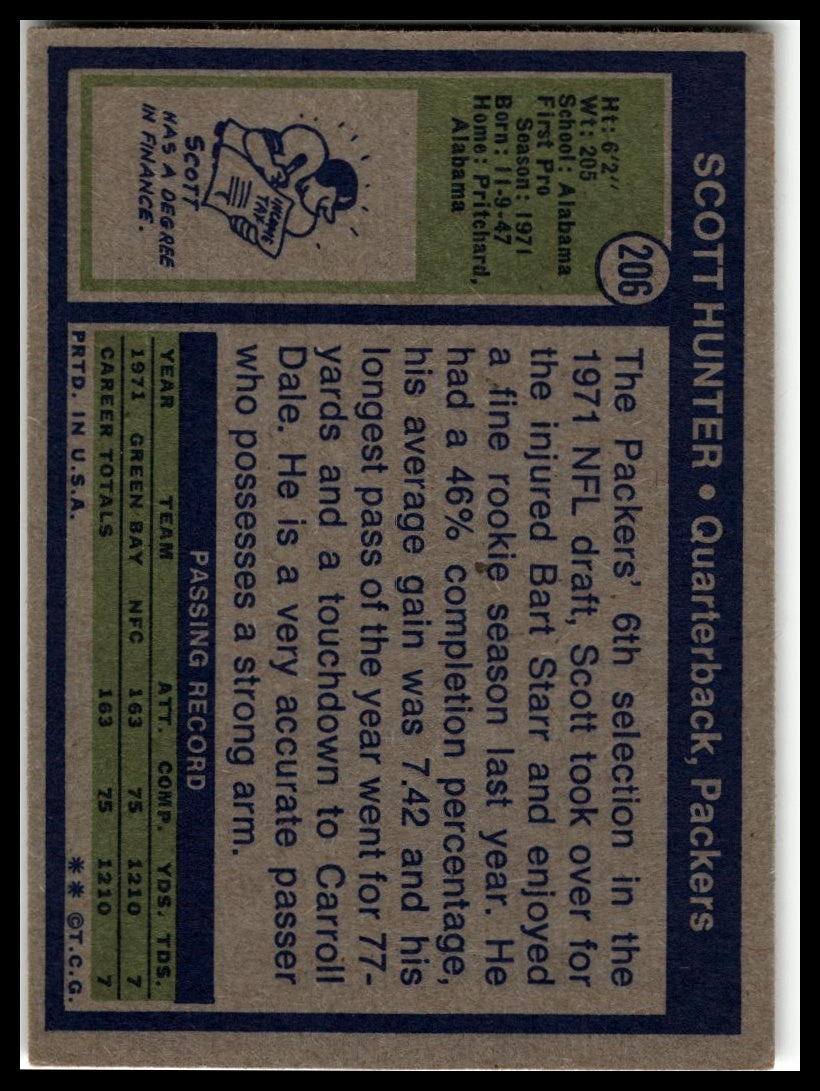 SCOTT HUNTER • Quarterback, Packers
206
Ht: 6'2"
Wt: 205
School: Alabama
First Pro
Season: 1971
Born: 11-9-47
Home: Pritchard,
Alabama
INCOME
TAX
SCOTT
HAS A DEGREE
IN FINANCE.
The Packers' 6th selection in the
1971 NFL draft, Scott took over for
the injured Bart Starr and enjoyed
a fine rookie season last year. He
had a 46% completion percentage,
his average gain was 7.42 and his
longest pass of the year went for 77-
yards and a touchdown to Carroll
Dale. He is a very accurate passer
who possesses a strong arm.
PASSING RECORD
YEAR TEAM ATT. COMP. YDS. TDS.
1971 GREEN BAY NFC 163 75 1210 7
CAREER TOTALS 163 75 1210 7
PRTD. IN U.S.A. ** ©T.C.G.